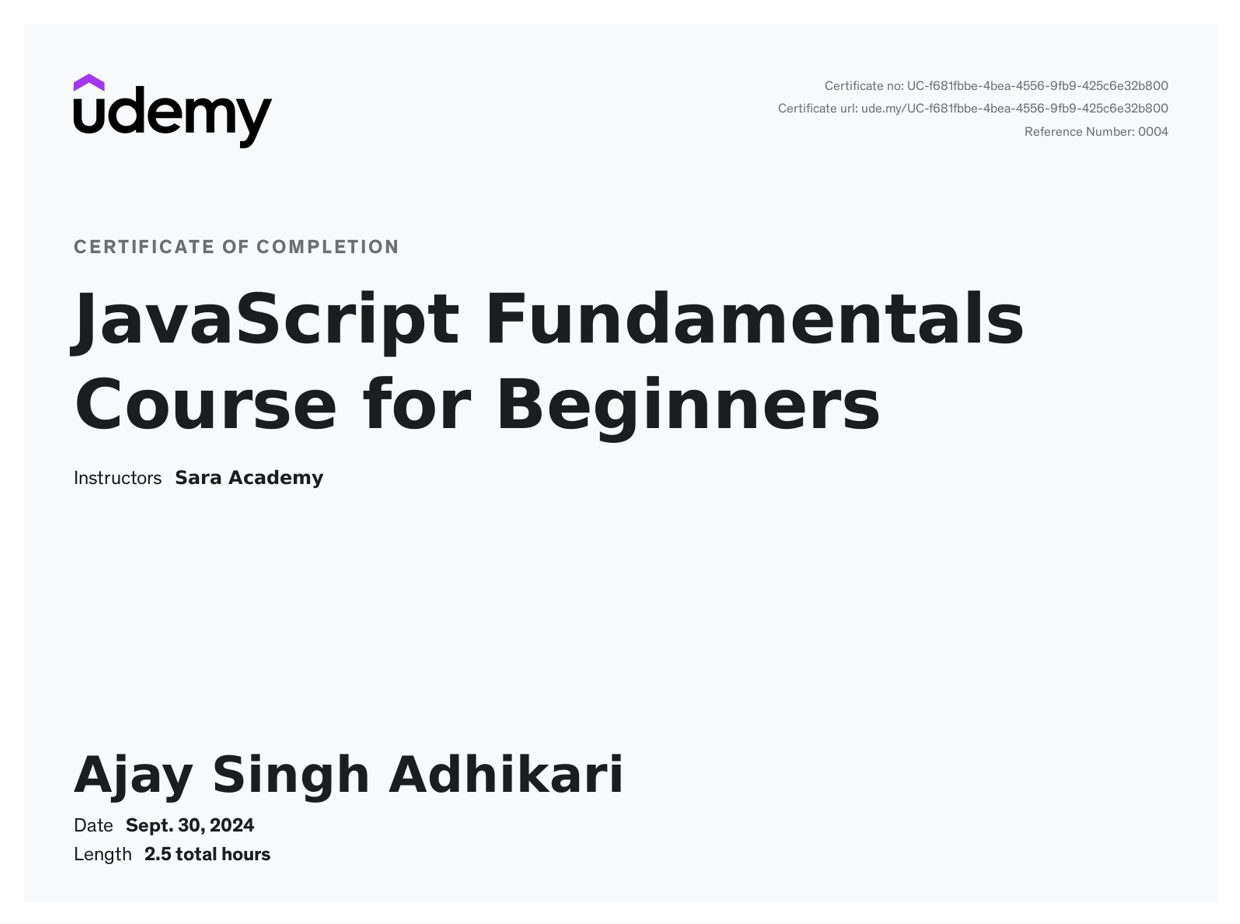 udemy
Certificate no: UC-f681fbbe-4bea-4556-9fb9-425c6e32b800
Certificate url: ude.my/UC-f681fbbe-4bea-4556-9fb9-425c6e32b800
Reference Number: 0004
CERTIFICATE OF COMPLETION
JavaScript Fundamentals
Course for Beginners
Instructors Sara Academy
Ajay Singh Adhikari
Date Sept. 30, 2024
Length 2.5 total hours